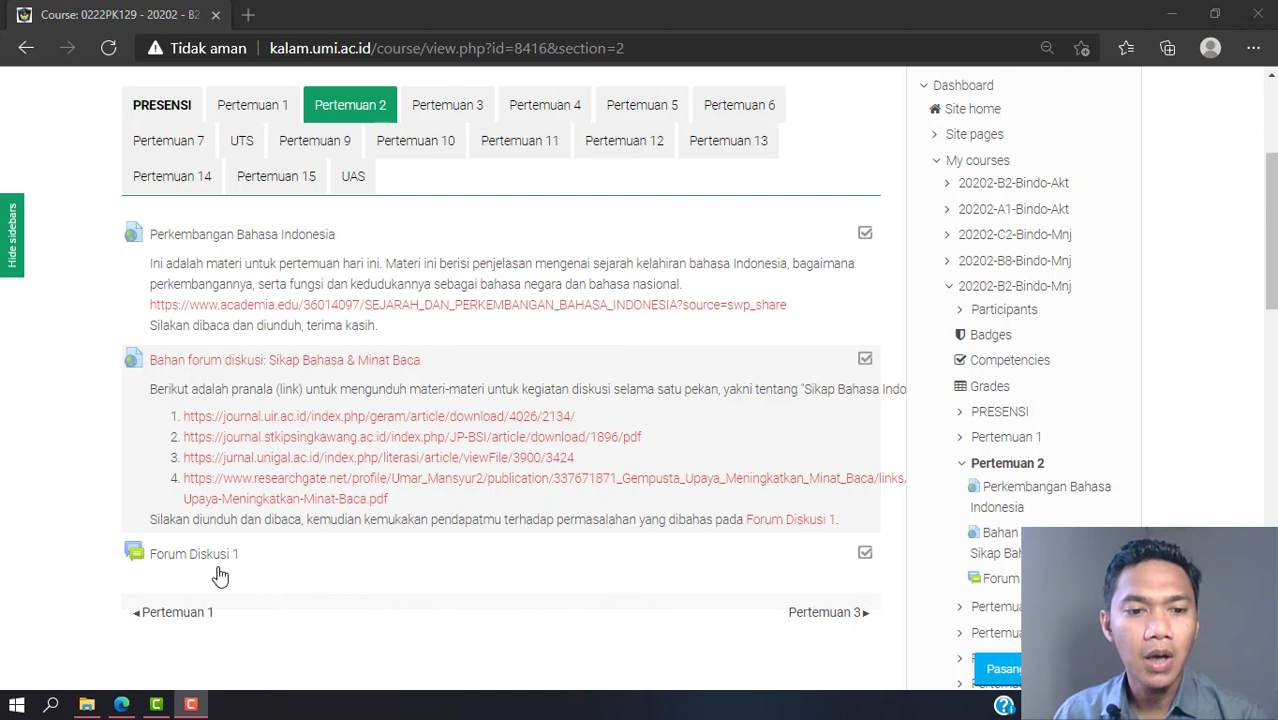 Course: 0222PK129 - 20202 - B2
Tidak aman
kalam.umi.ac.id/course/view.php?id=8416&section=2
Hide sidebars
PRESENSI Pertemuan 1 Pertemuan 2 Pertemuan 3 Pertemuan 4 Pertemuan 5 Pertemuan 6
Pertemuan 7 UTS Pertemuan 9 Pertemuan 10 Pertemuan 11 Pertemuan 12 Pertemuan 13
Pertemuan 14 Pertemuan 15 UAS
Perkembangan Bahasa Indonesia
Ini adalah materi untuk pertemuan hari ini. Materi ini berisi penjelasan mengenai sejarah kelahiran bahasa Indonesia, bagaimana
perkembangannya, serta fungsi dan kedudukannya sebagai bahasa negara dan bahasa nasional.
https://www.academia.edu/36014097/SEJARAH_DAN_PERKEMBANGAN_BAHASA_INDONESIA?source=swp_share
Silakan dibaca dan diunduh, terima kasih.
Bahan forum diskusi: Sikap Bahasa & Minat Baca
Berikut adalah pranala (link) untuk mengunduh materi-materi untuk kegiatan diskusi selama satu pekan, yakni tentang "Sikap Bahasa Indo
1. https://journal.uir.ac.id/index.php/geram/article/download/4026/2134/
2. https://journal.stkipsingkawang.ac.id/index.php/JP-BSI/article/download/1896/pdf
3. https://jurnal.unigal.ac.id/index.php/literasi/article/viewFile/3900/3424
4. https://www.researchgate.net/profile/Umar_Mansyur2/publication/337671871_Gempusta_Upaya_Meningkatkan_Minat_Baca/links/
Upaya-Meningkatkan-Minat-Baca.pdf
Silakan diunduh dan dibaca, kemudian kemukakan pendapatmu terhadap permasalahan yang dibahas pada Forum Diskusi 1.
Forum Diskusi 1
Pertemuan 1
Pertemuan 3
Dashboard
Site home
Site pages
My courses
20202-B2-Bindo-Akt
20202-A1-Bindo-Akt
20202-C2-Bindo-Mnj
20202-B8-Bindo-Mnj
20202-B2-Bindo-Mnj
Participants
Badges
Competencies
Grades
PRESENSI
Pertemuan 1
Pertemuan 2
Perkembangan Bahasa
Indonesia
Bahan
Sikap Bah
Forum
Pertemu
Pertemu
Pasang